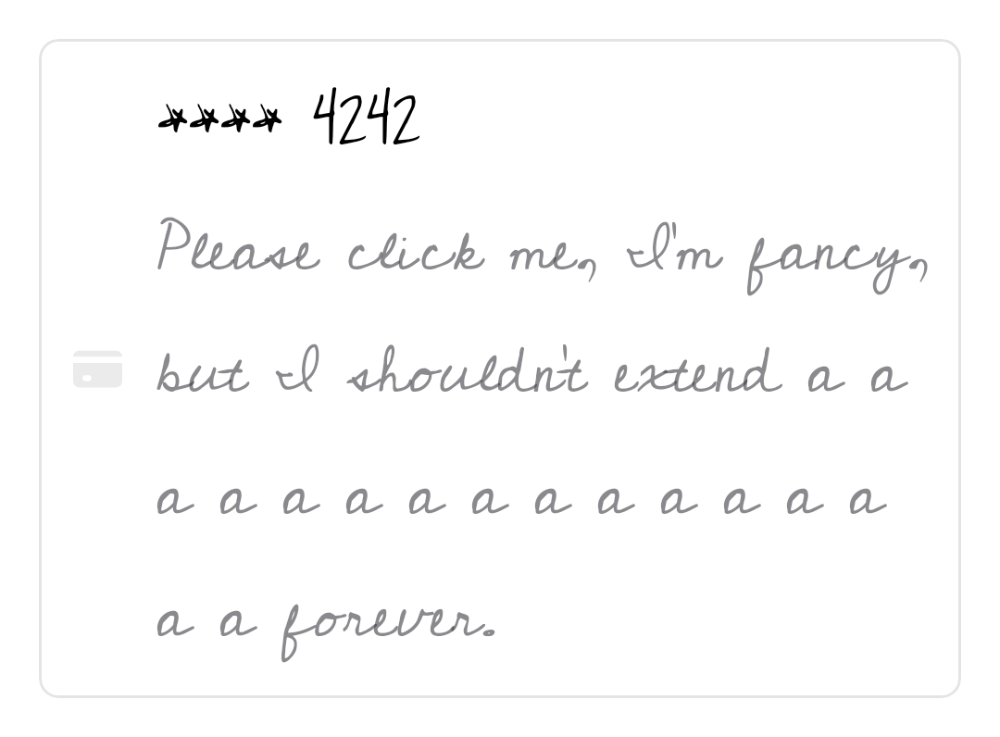 **** 4242
Please click me, I'm fancy,
but I shouldn't extend a a
a a a a a a a a a a a a
a a forever.